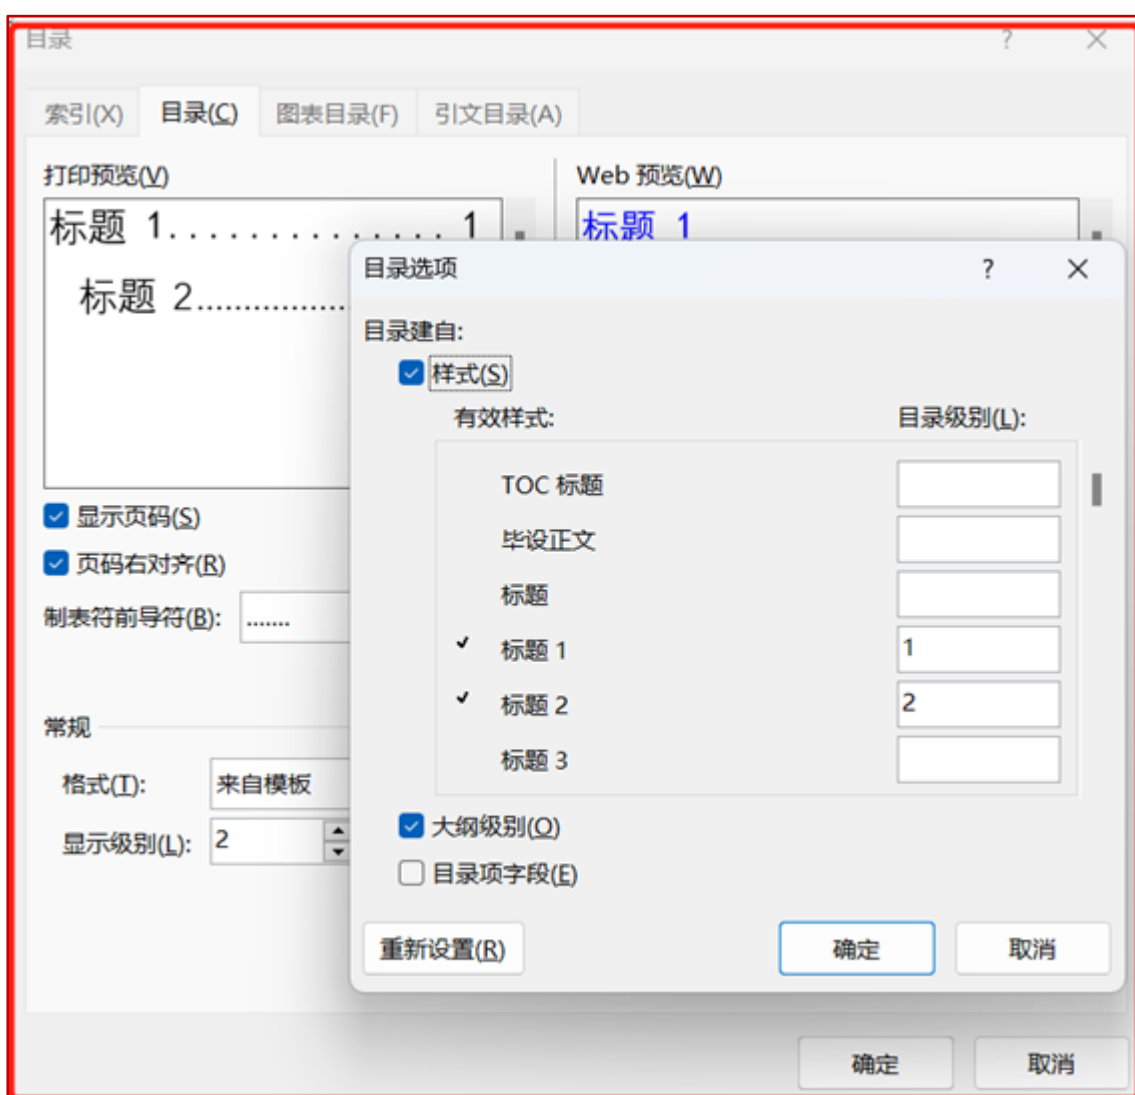 目录 ?
索引(X) 目录(C) 图表目录(F) 引文目录(A)
打印预览(V)
标题 1...............1
标题 2.................
Web 预览(W)
标题 1
显示页码(S)
页码右对齐(R)
制表符前导符(B): .......
常规
格式(T): 来自模板
显示级别(L): 2
目录选项 ?
目录建自:
样式(S)
有效样式: 目录级别(L):
TOC 标题
毕设正文
标题
标题 1 1
标题 2 2
标题 3
大纲级别(O)
目录项字段(E)
重新设置(R) 确定 取消
确定 取消